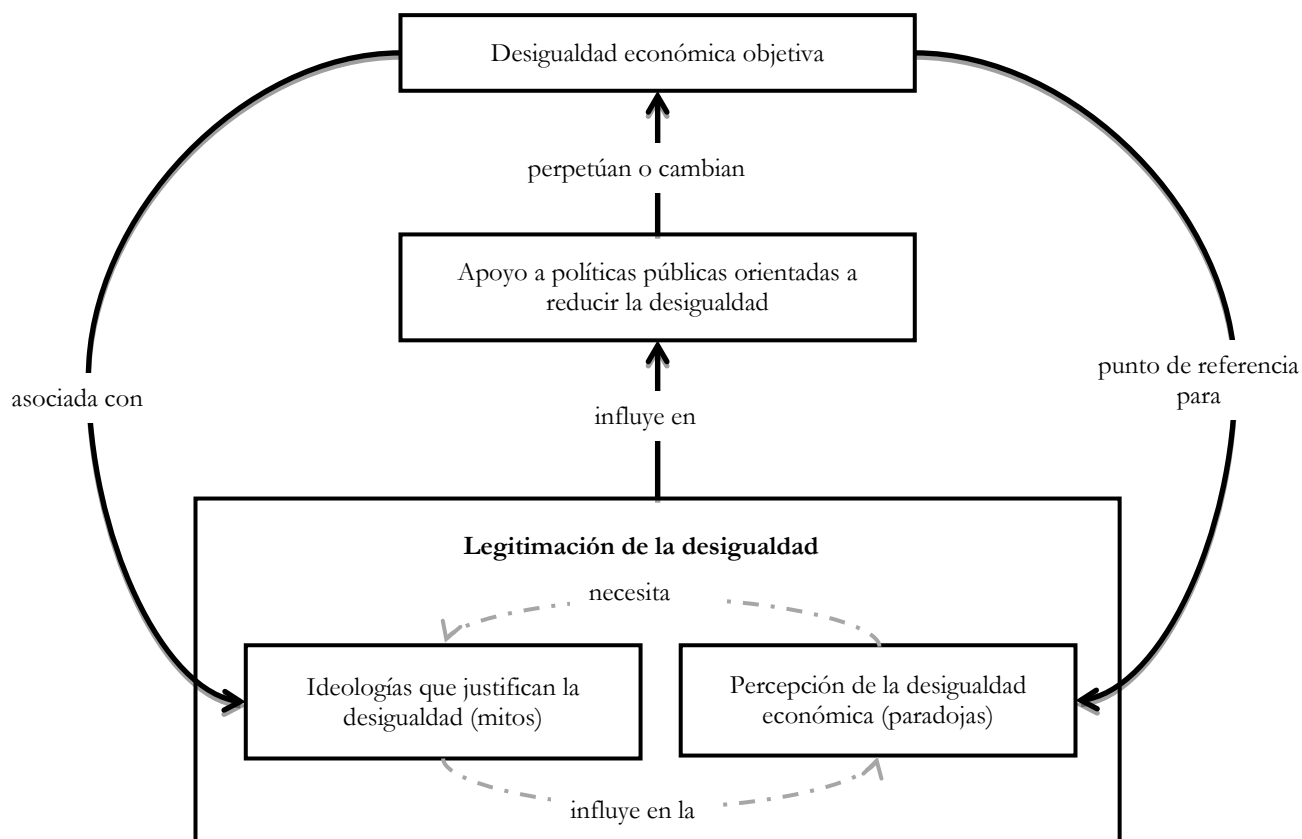 Desigualdad económica objetiva
perpetúan o cambian
Apoyo a políticas públicas orientadas a
reducir la desigualdad
asociada con
punto de referencia
para
influye en
Legitimación de la desigualdad
necesita
Ideologías que justifican la
desigualdad (mitos)
Percepción de la desigualdad
económica (paradojas)
influye en la